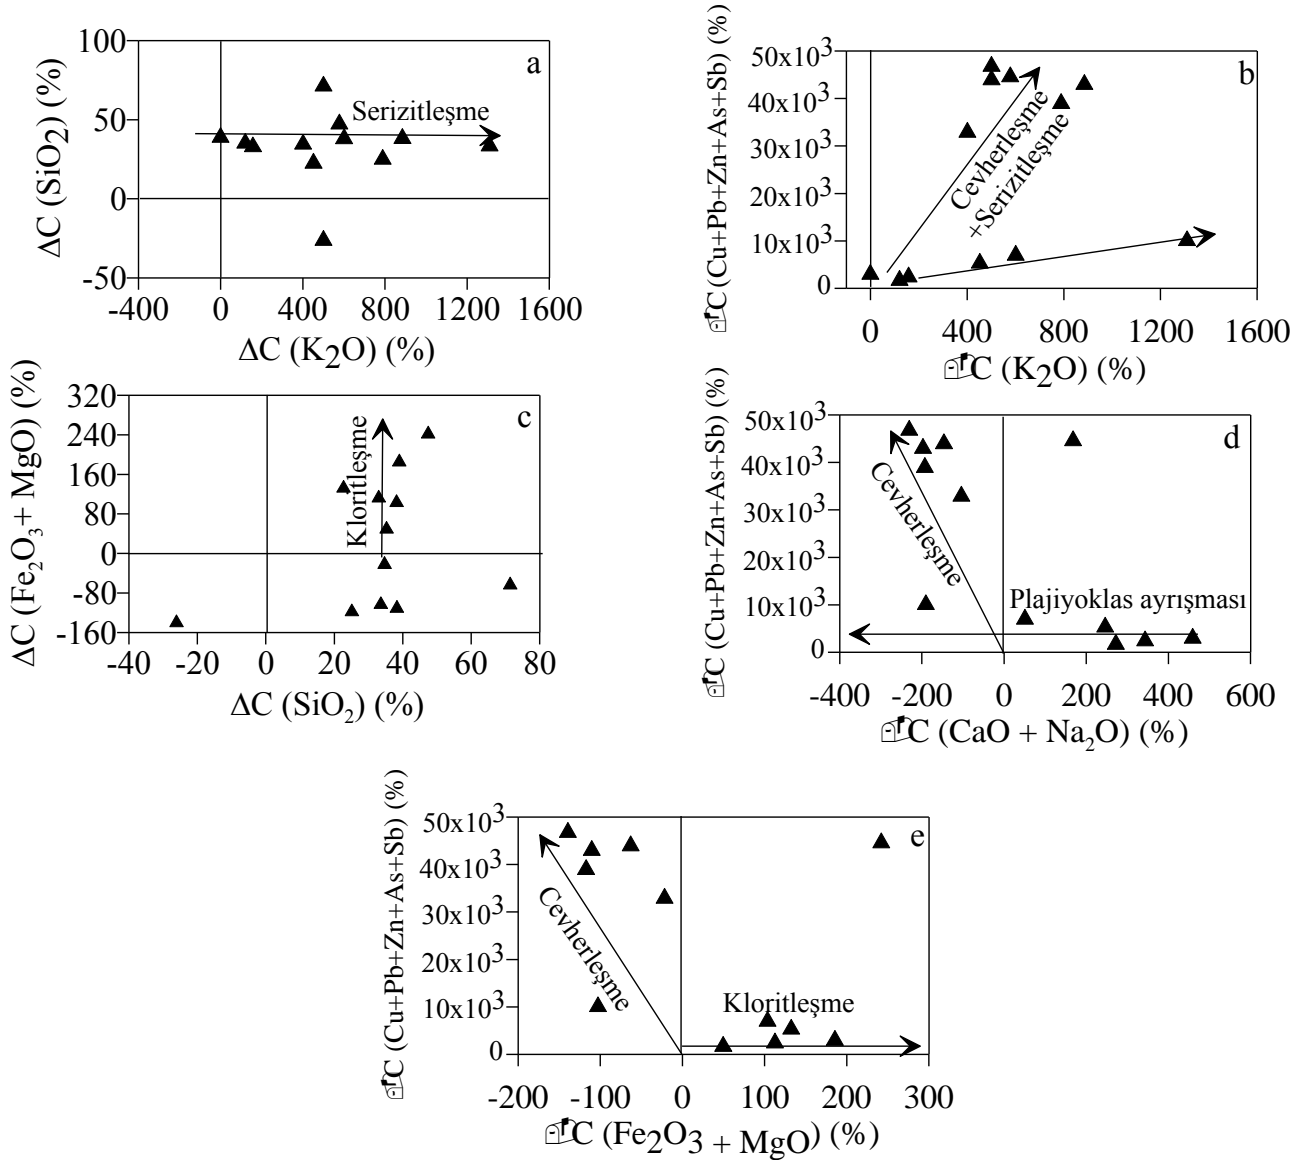 a
ΔC (SiO2) (%)
100
50
0
-50
Serizitleşme
-400 0 400 800 1200 1600
ΔC (K2O) (%)
b
C (Cu+Pb+Zn+As+Sb) (%)
50x10³
40x10³
30x10³
20x10³
10x10³
0
Cevherleşme
+Serizitleşme
0 400 800 1200 1600
C (K2O) (%)
c
ΔC (Fe2O3 + MgO) (%)
320
240
160
80
0
-80
-160
Kloritleşme
-40 -20 0 20 40 60 80
ΔC (SiO2) (%)
d
C (Cu+Pb+Zn+As+Sb) (%)
50x10³
40x10³
30x10³
20x10³
10x10³
0
Cevherleşme
Plajiyoklas ayrışması
-400 -200 0 200 400 600
C (CaO + Na2O) (%)
e
C (Cu+Pb+Zn+As+Sb) (%)
50x10³
40x10³
30x10³
20x10³
10x10³
0
Cevherleşme
Kloritleşme
-200 -100 0 100 200 300
C (Fe2O3 + MgO) (%)